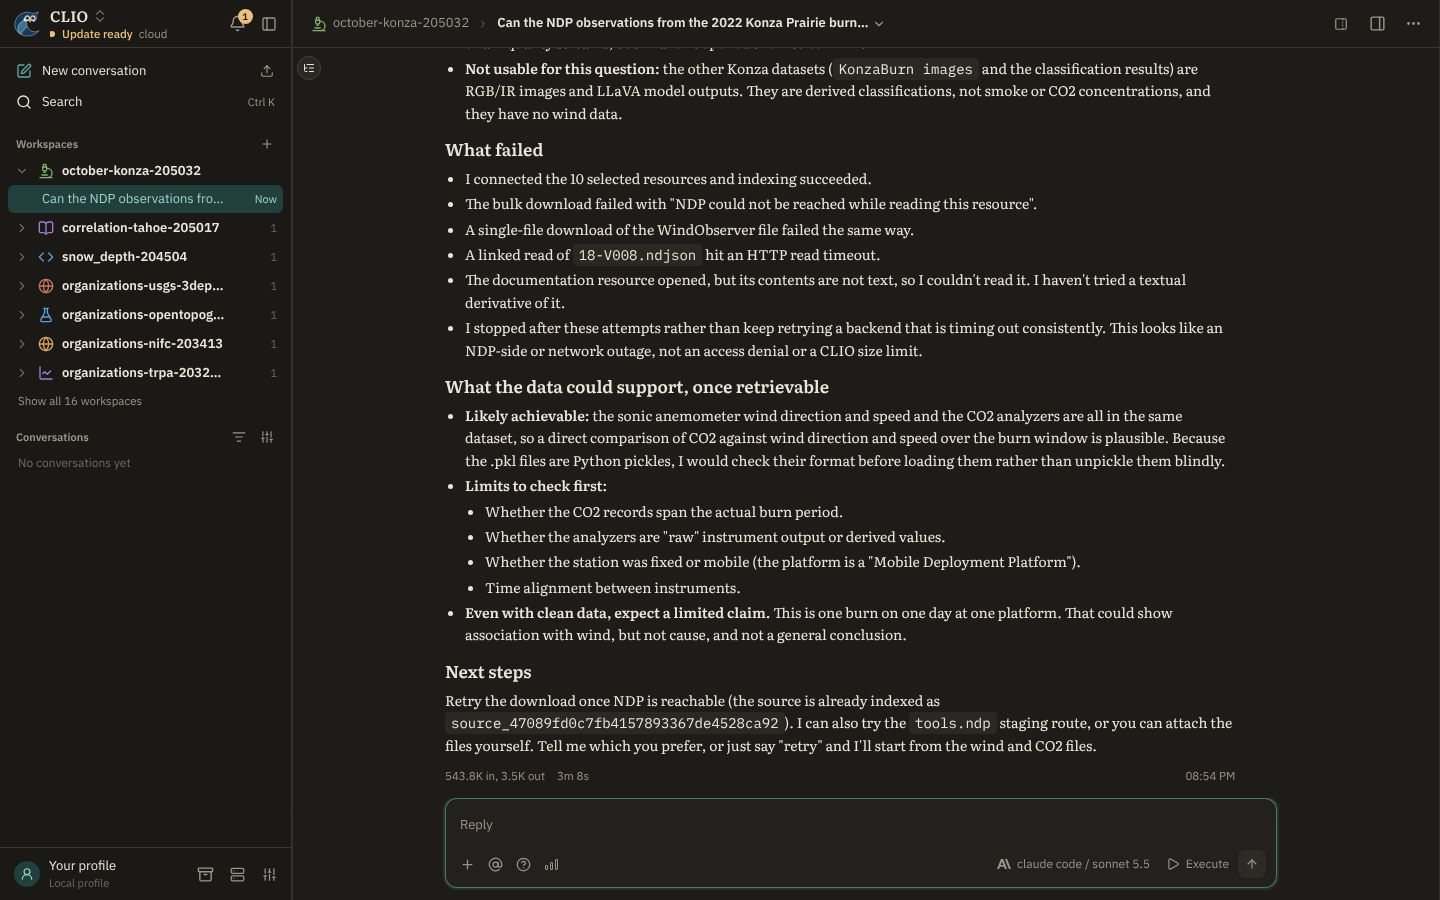 CLIO
Update ready cloud
1
New conversation
Search
Ctrl K
Workspaces
october-konza-205032
Can the NDP observations fro...
Now
correlation-tahoe-205017
1
snow_depth-204504
1
organizations-usgs-3dep...
1
organizations-opentopog...
1
organizations-nifc-203413
1
organizations-trpa-2032...
1
Show all 16 workspaces
Conversations
No conversations yet
Your profile
Local profile
october-konza-205032
Can the NDP observations from the 2022 Konza Prairie burn...
Not usable for this question: the other Konza datasets ( KonzaBurn images and the classification results) are
RGB/IR images and LLaVA model outputs. They are derived classifications, not smoke or CO2 concentrations, and
they have no wind data.
What failed
I connected the 10 selected resources and indexing succeeded.
The bulk download failed with "NDP could not be reached while reading this resource".
A single-file download of the WindObserver file failed the same way.
A linked read of 18-V008.ndjson hit an HTTP read timeout.
The documentation resource opened, but its contents are not text, so I couldn't read it. I haven't tried a textual
derivative of it.
I stopped after these attempts rather than keep retrying a backend that is timing out consistently. This looks like an
NDP-side or network outage, not an access denial or a CLIO size limit.
What the data could support, once retrievable
Likely achievable: the sonic anemometer wind direction and speed and the CO2 analyzers are all in the same
dataset, so a direct comparison of CO2 against wind direction and speed over the burn window is plausible. Because
the .pkl files are Python pickles, I would check their format before loading them rather than unpickle them blindly.
Limits to check first:
Whether the CO2 records span the actual burn period.
Whether the analyzers are "raw" instrument output or derived values.
Whether the station was fixed or mobile (the platform is a "Mobile Deployment Platform").
Time alignment between instruments.
Even with clean data, expect a limited claim. This is one burn on one day at one platform. That could show
association with wind, but not cause, and not a general conclusion.
Next steps
Retry the download once NDP is reachable (the source is already indexed as
source_47089fd0c7fb4157893367de4528ca92 ). I can also try the tools.ndp staging route, or you can attach the
files yourself. Tell me which you prefer, or just say "retry" and I'll start from the wind and CO2 files.
543.8K in, 3.5K out 3m 8s
08:54 PM
Reply
claude code / sonnet 5.5
Execute